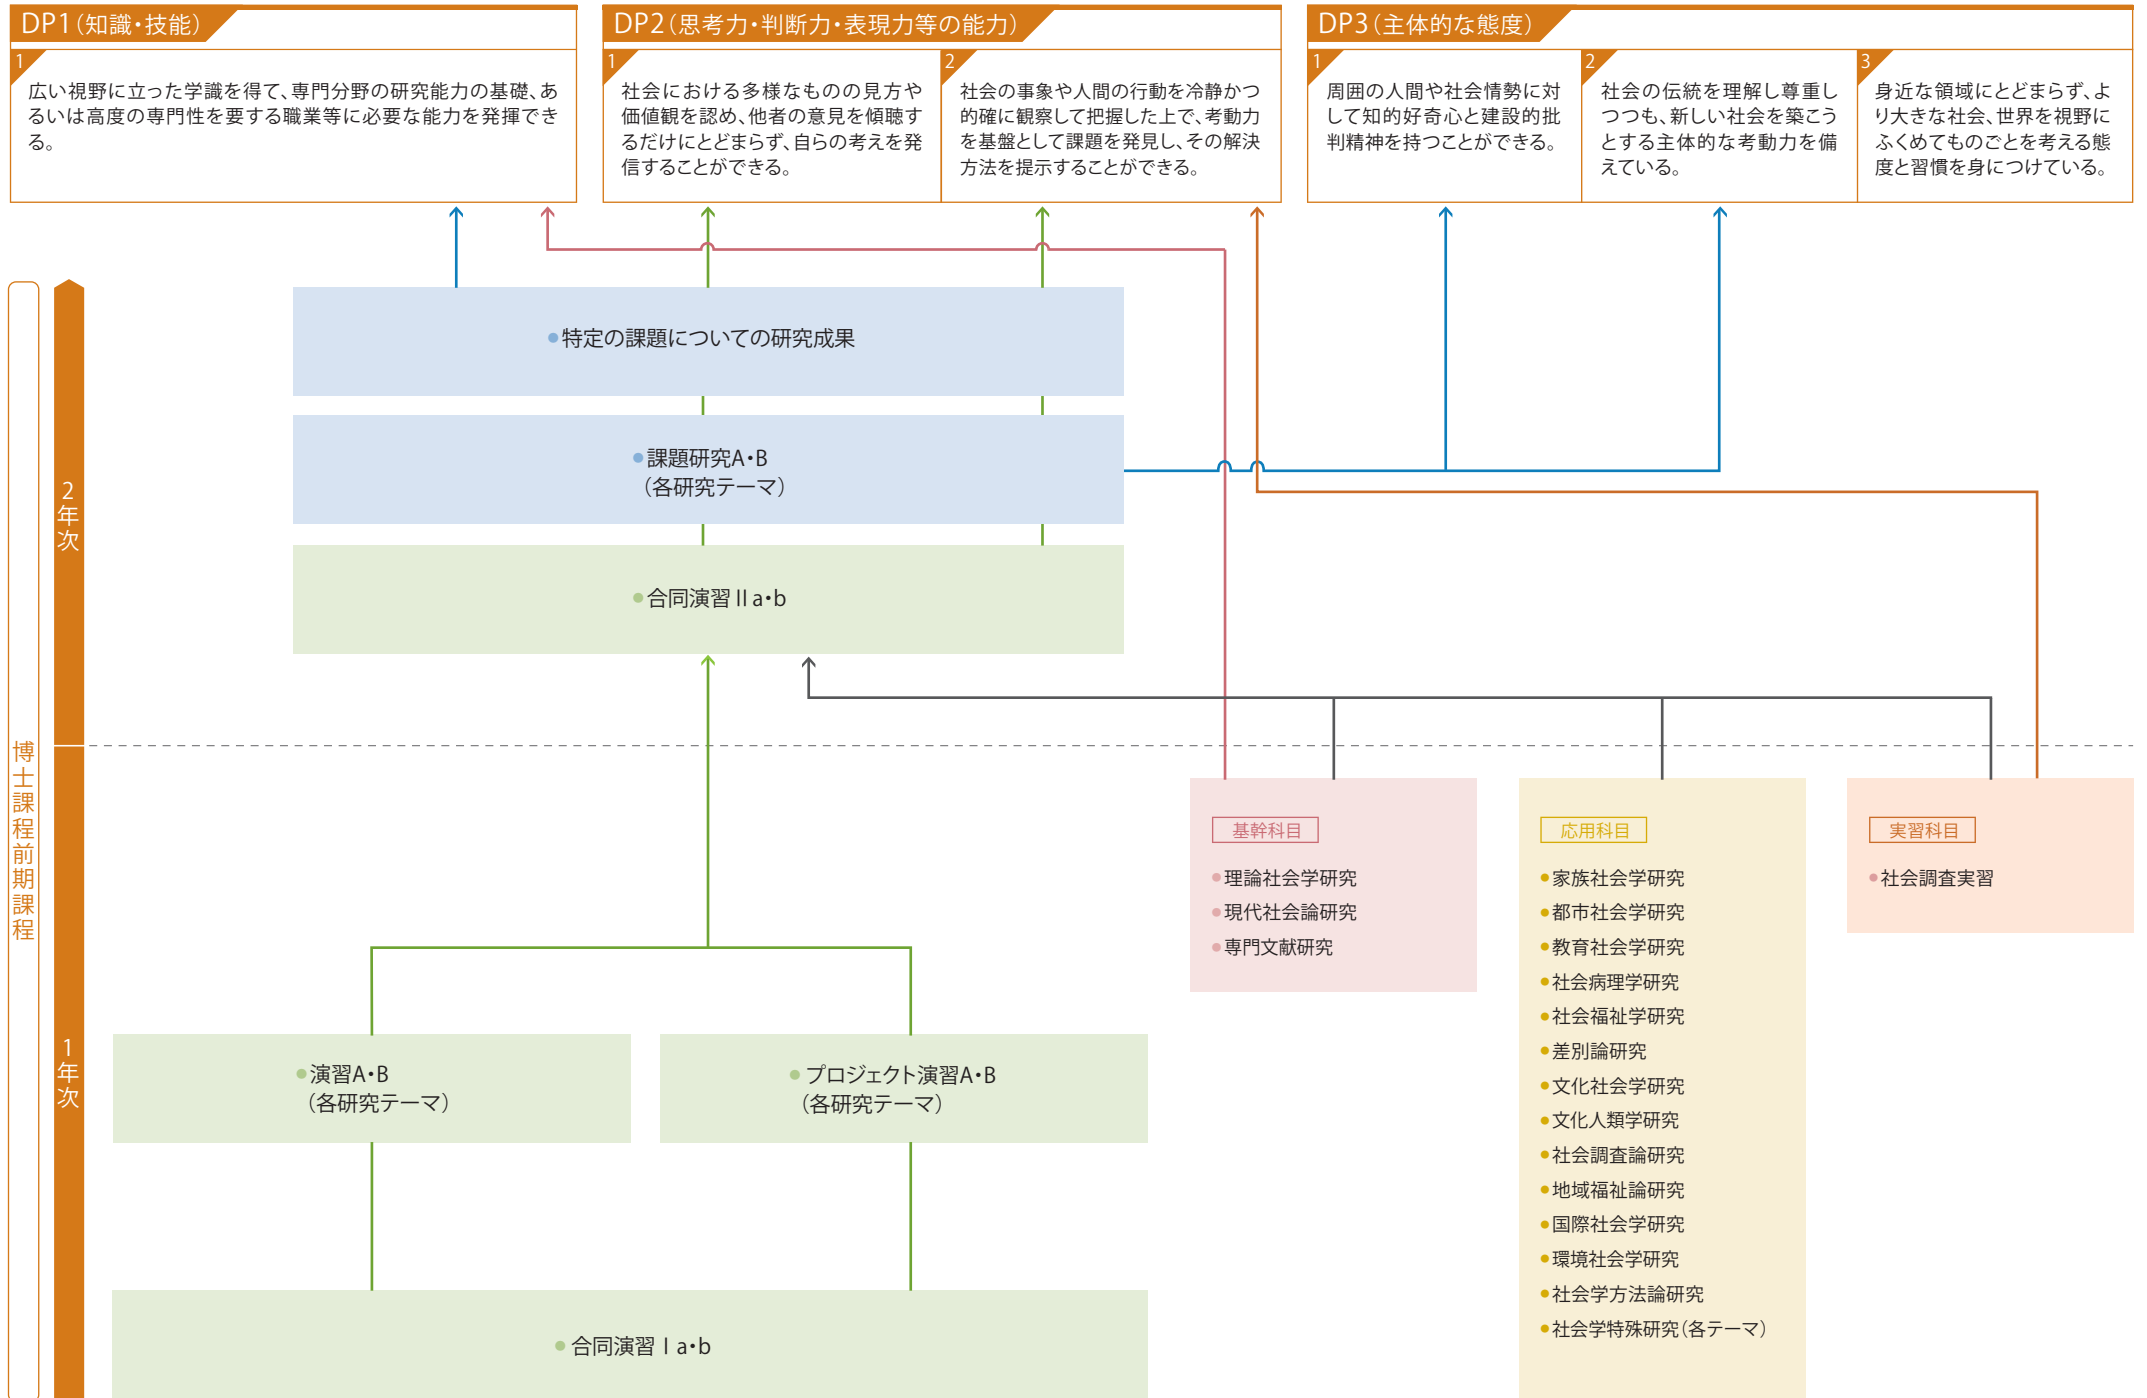 DP1（知識・技能）
1
広い視野に立った学識を得て、専門分野の研究能力の基礎、あ
るいは高度の専門性を要する職業等に必要な能力を発揮でき
る。
DP2（思考力・判断力・表現力等の能力）
1
社会における多様なものの見方や
価値観を認め、他者の意見を傾聴す
るだけにとどまらず、自らの考えを発
信することができる。
2
社会の事象や人間の行動を冷静かつ
的確に観察して把握した上で、考動力
を基盤として課題を発見し、その解決
方法を提示することができる。
DP3（主体的な態度）
1
周囲の人間や社会情勢に対
して知的好奇心と建設的批
判精神を持つことができる。
2
社会の伝統を理解し尊重し
つつも、新しい社会を築こう
とする主体的な考動力を備
えている。
3
身近な領域にとどまらず、よ
り大きな社会、世界を視野に
ふくめてものごとを考える態
度と習慣を身につけている。
博士課程前期課程
2年次
●特定の課題についての研究成果
●課題研究A・B
（各研究テーマ）
●合同演習Ⅱa・b
1年次
●演習A・B
（各研究テーマ）
●プロジェクト演習A・B
（各研究テーマ）
●合同演習Ⅰa・b
基幹科目
●理論社会学研究
●現代社会論研究
●専門文献研究
応用科目
●家族社会学研究
●都市社会学研究
●教育社会学研究
●社会病理学研究
●社会福祉学研究
●差別論研究
●文化社会学研究
●文化人類学研究
●社会調査論研究
●地域福祉論研究
●国際社会学研究
●環境社会学研究
●社会学方法論研究
●社会学特殊研究（各テーマ）
実習科目
●社会調査実習